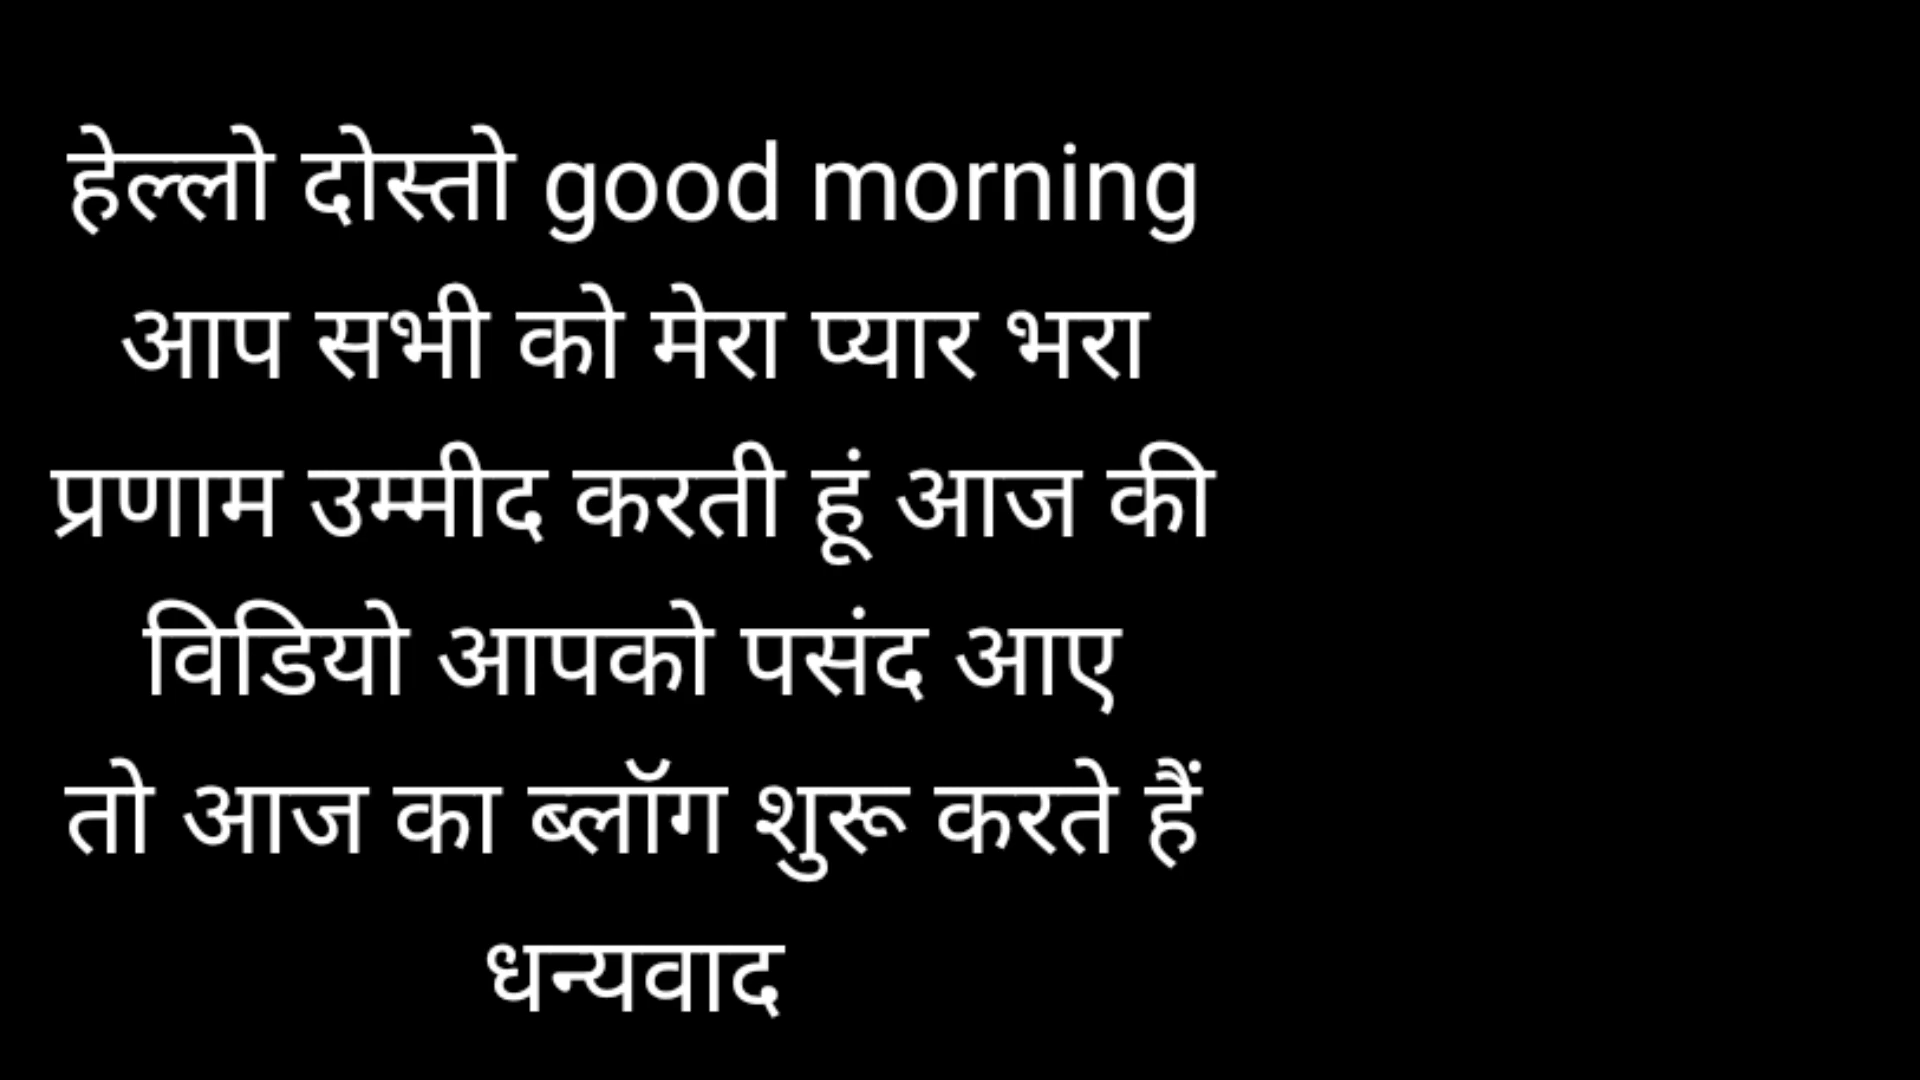 हेल्लो दोस्तो good morning
आप सभी को मेरा प्यार भरा
प्रणाम उम्मीद करती हूं आज की
विडियो आपको पसंद आए
तो आज का ब्लॉग शुरू करते हैं
धन्यवाद